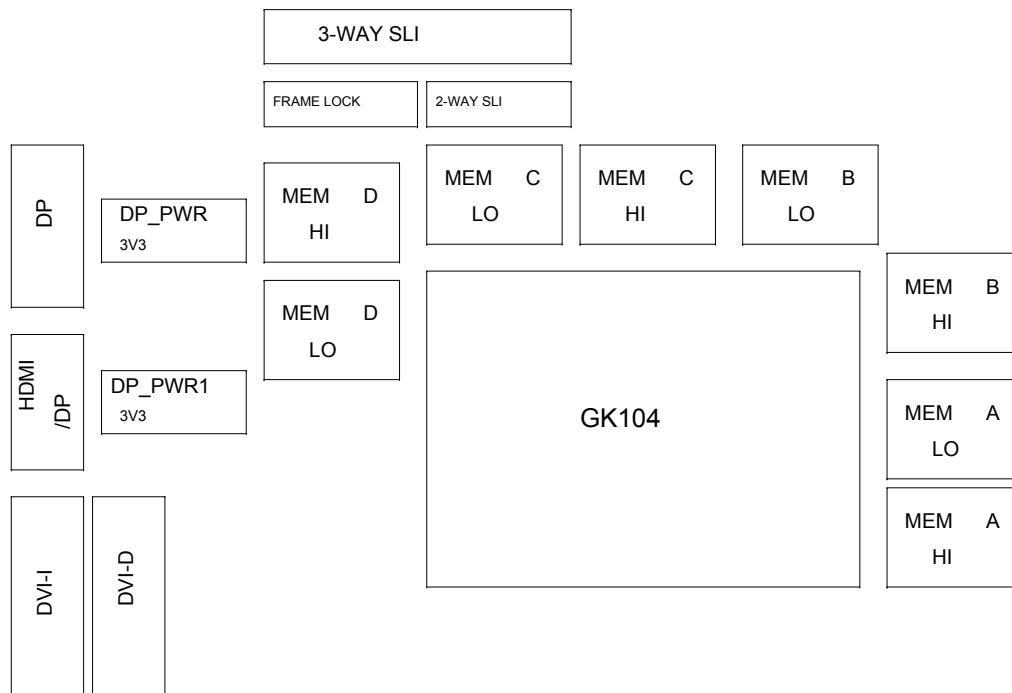 3-WAY SLI
FRAME LOCK
2-WAY SLI
DP
DP_PWR
3V3
MEM D
HI
MEM C
LO
MEM C
HI
MEM B
LO
MEM B
HI
MEM D
LO
HDMI
/DP
DP_PWR1
3V3
GK104
MEM A
LO
MEM A
HI
DVI-I
DVI-D